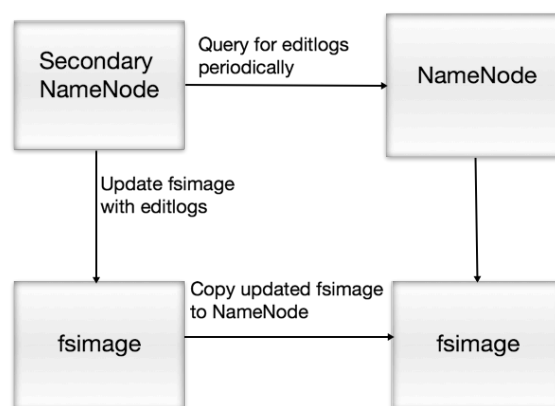 Secondary
NameNode
Query for editlogs
periodically
NameNode
Update fsimage
with editlogs
fsimage
Copy updated fsimage
to NameNode
fsimage